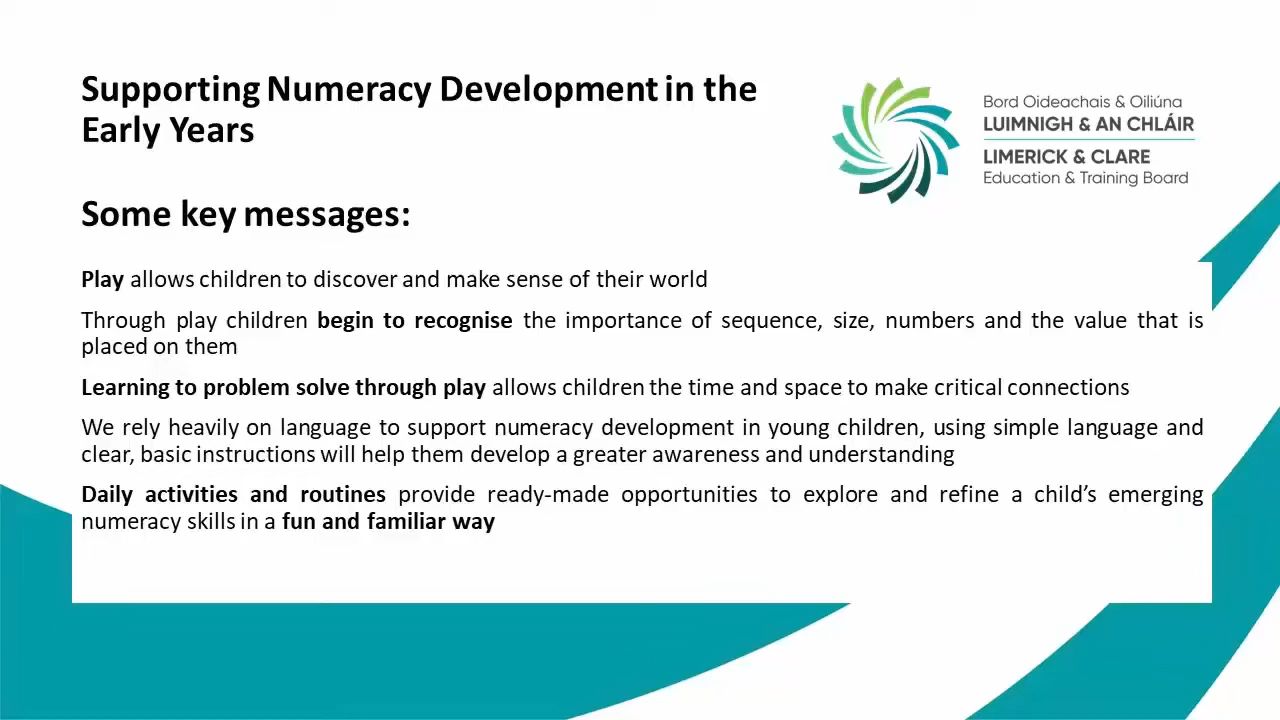 Supporting Numeracy Development in the
Early Years
Bord Oideachais & Oiliúna
LUIMNIGH & AN CHLÁIR
LIMERICK & CLARE
Education & Training Board
Some key messages:
Play allows children to discover and make sense of their world
Through play children begin to recognise the importance of sequence, size, numbers and the value that is
placed on them
Learning to problem solve through play allows children the time and space to make critical connections
We rely heavily on language to support numeracy development in young children, using simple language and
clear, basic instructions will help them develop a greater awareness and understanding
Daily activities and routines provide ready-made opportunities to explore and refine a child’s emerging
numeracy skills in a fun and familiar way